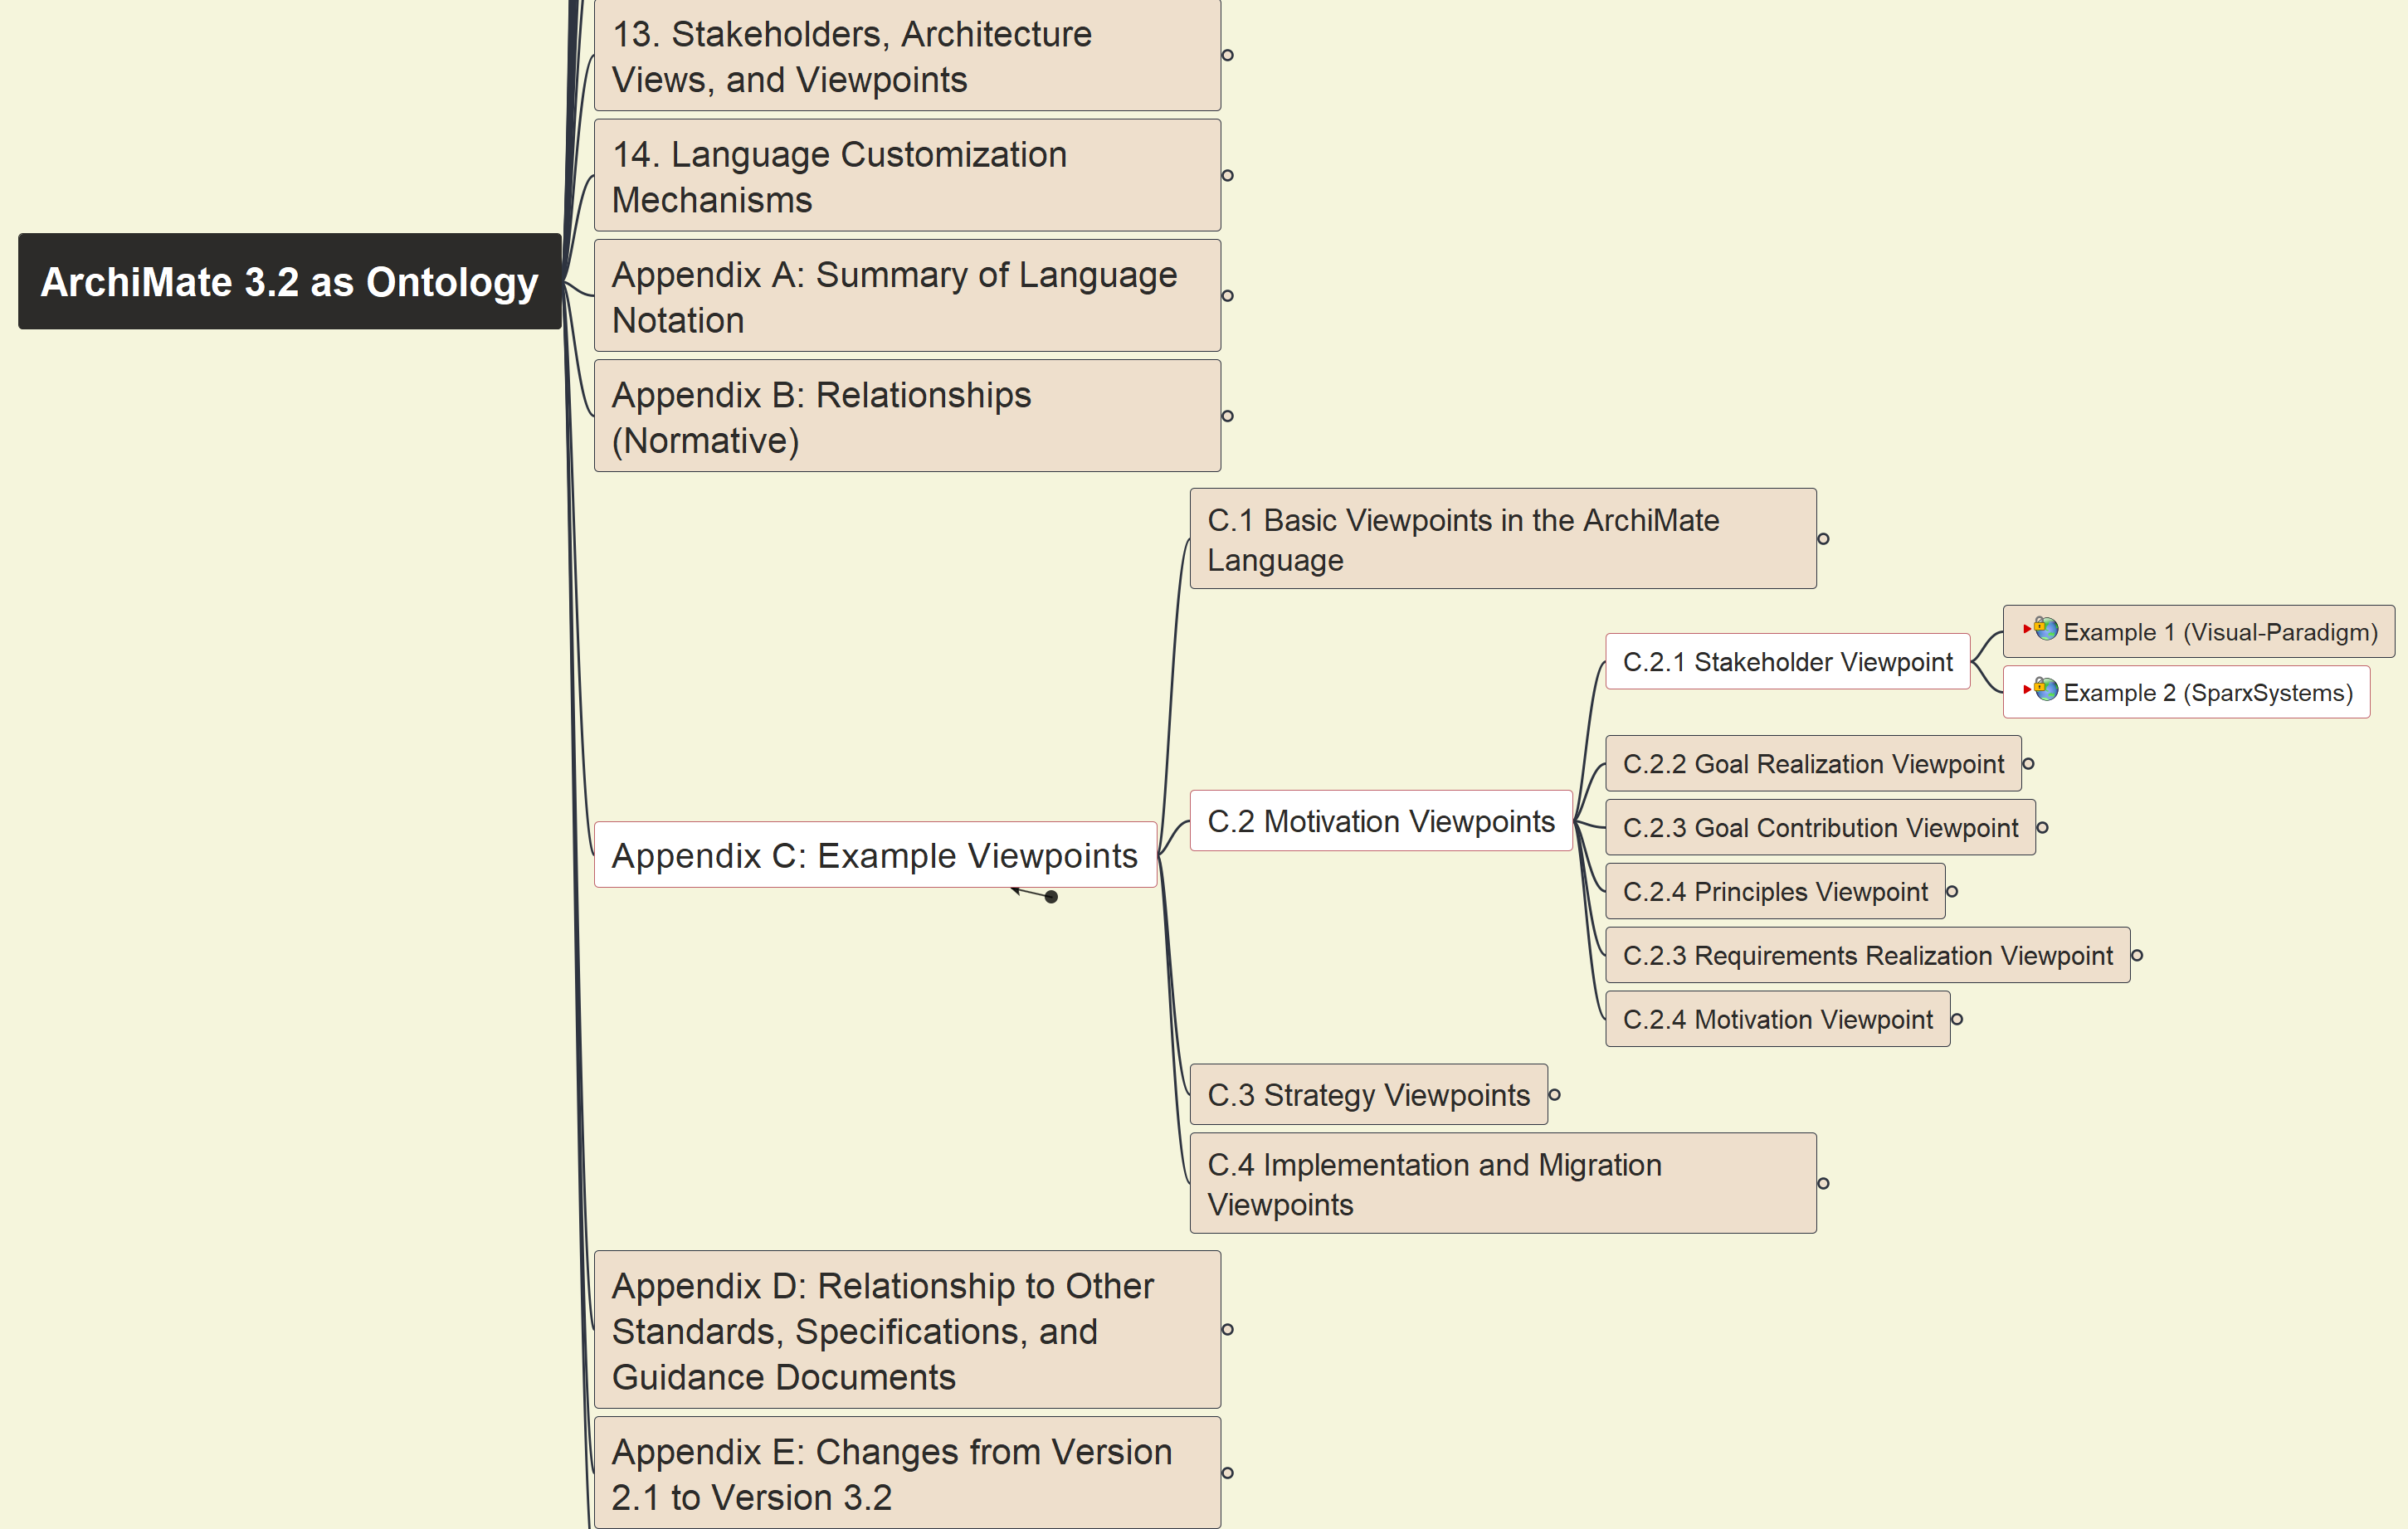 13. Stakeholders, Architecture
Views, and Viewpoints
14. Language Customization
Mechanisms
ArchiMate 3.2 as Ontology
Appendix A: Summary of Language
Notation
Appendix B: Relationships
(Normative)
C.1 Basic Viewpoints in the ArchiMate
Language
Example 1 (Visual-Paradigm)
C.2.1 Stakeholder Viewpoint
Example 2 (SparxSystems)
C.2.2 Goal Realization Viewpoint
C.2 Motivation Viewpoints
C.2.3 Goal Contribution Viewpoint
Appendix C: Example Viewpoints
C.2.4 Principles Viewpoint
C.2.3 Requirements Realization Viewpoint
C.2.4 Motivation Viewpoint
C.3 Strategy Viewpoints
C.4 Implementation and Migration
Viewpoints
Appendix D: Relationship to Other
Standards, Specifications, and
Guidance Documents
Appendix E: Changes from Version
2.1 to Version 3.2